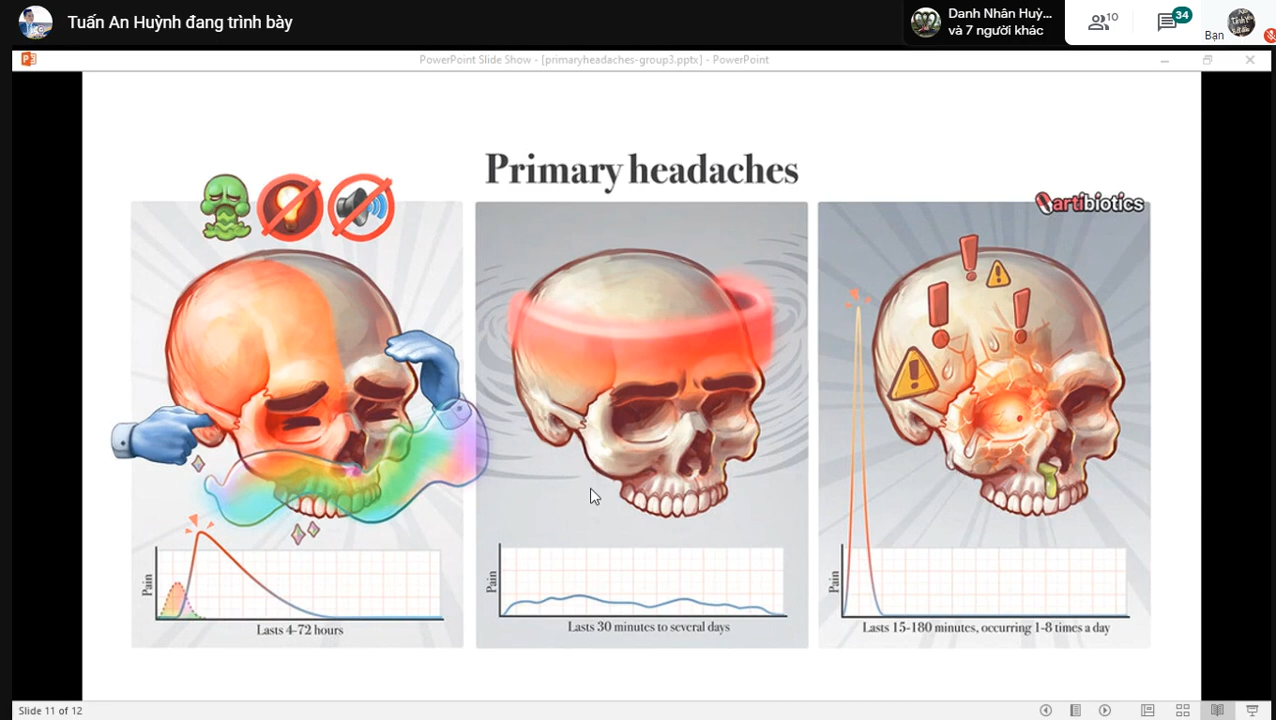 Tuấn An Huỳnh đang trình bày
Danh Nhân Huỳ...
và 7 người khác
10
34
Bạn
PowerPoint Slide Show - [primaryheadaches-group3.pptx] - PowerPoint
Primary headaches
artibiotics
Pain
Lasts 4-72 hours
Pain
Lasts 30 minutes to several days
Pain
Lasts 15-180 minutes, occurring 1-8 times a day
Slide 11 of 12